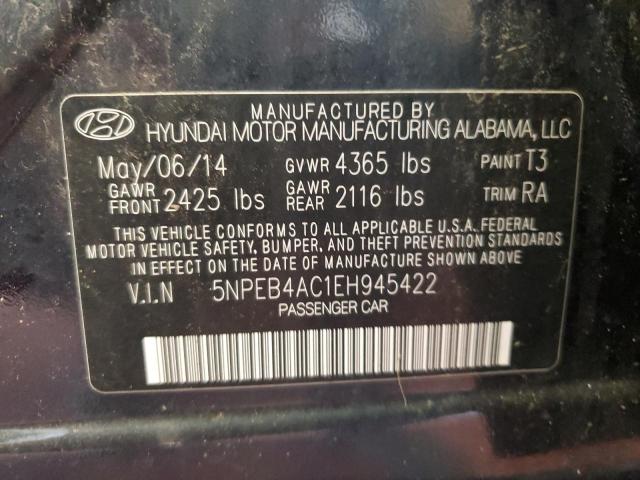 MANUFACTURED BY
HYUNDAI MOTOR MANUFACTURING ALABAMA, LLC
May/06/14 GVWR 4365 lbs PAINT T3
GAWR FRONT 2425 lbs GAWR REAR 2116 lbs TRIM RA
THIS VEHICLE CONFORMS TO ALL APPLICABLE U.S.A. FEDERAL
MOTOR VEHICLE SAFETY, BUMPER, AND THEFT PREVENTION STANDARDS
IN EFFECT ON THE DATE OF MANUFACTURE SHOWN ABOVE
V.I.N 5NPEB4AC1EH945422
PASSENGER CAR